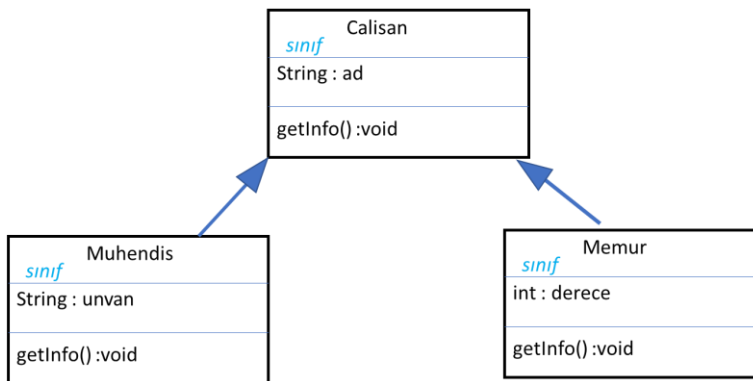 Calisan
sınıf
String : ad
getInfo() :void
Muhendis
sınıf
String : unvan
getInfo() :void
Memur
sınıf
int : derece
getInfo() :void